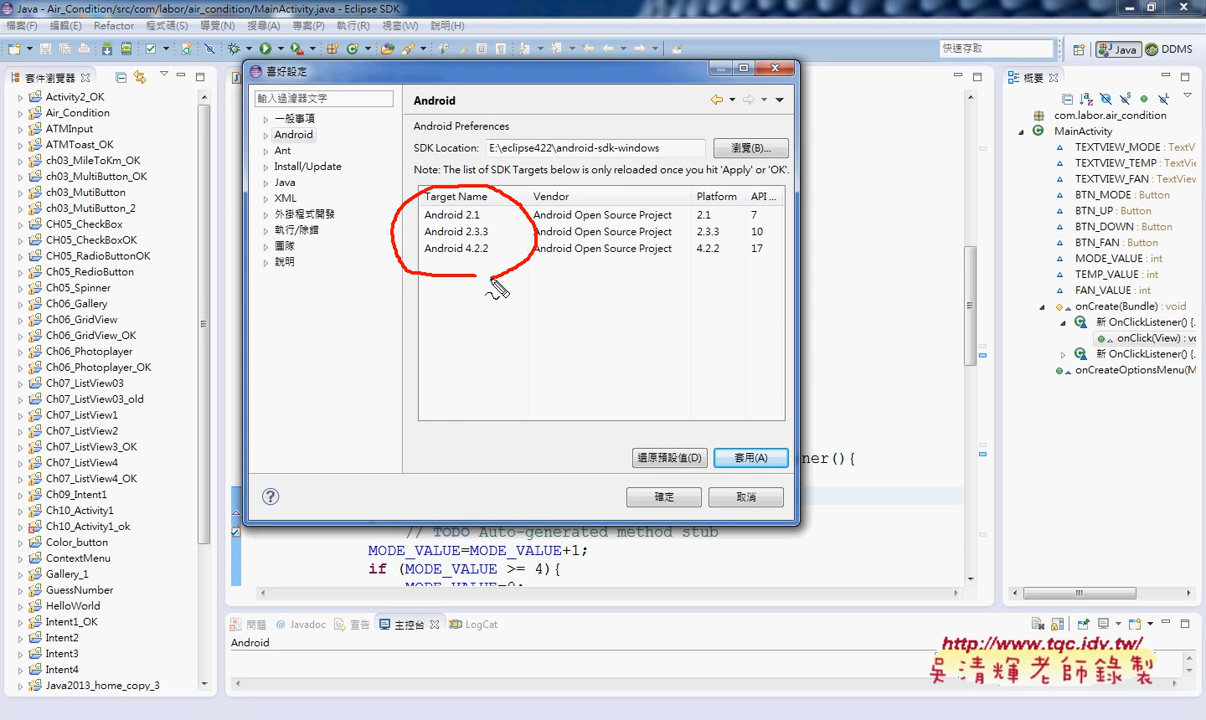 Java - Air_Condition/src/com/labor/air_condition/MainActivity.java - Eclipse SDK
檔案(F) 編輯(E) Refactor 程式碼(S) 導覽(N) 搜尋(A) 專案(P) 執行(R) 視窗(W) 說明(H)
快速存取
Java
DDMS
套件瀏覽器
Activity2_OK
Air_Condition
ATMInput
ATMToast_OK
ch03_MileToKm_OK
ch03_MultiButton_OK
ch03_MutiButton
ch03_MutiButton_2
CH05_CheckBox
CH05_CheckBoxOK
CH05_RadioButtonOK
CH05_RedioButton
Ch05_Spinner
Ch06_Gallery
Ch06_GridView
Ch06_GridView_OK
Ch06_Photoplayer
Ch06_Photoplayer_OK
Ch07_ListView03
Ch07_ListView03_old
Ch07_ListView1
Ch07_ListView2
Ch07_ListView3_OK
Ch07_ListView4
Ch07_ListView4_OK
Ch09_Intent1
Ch10_Activity1
Ch10_Activity1_ok
Color_button
ContextMenu
Gallery_1
GuessNumber
HelloWorld
Intent1_OK
Intent2
Intent3
Intent4
Java2013_home_copy_3
喜好設定
輸入過濾器文字
一般事項
Android
Ant
Install/Update
Java
XML
外掛程式開發
執行/除錯
團隊
說明
Android
Android Preferences
SDK Location: E:\eclipse422\android-sdk-windows 瀏覽(B)...
Note: The list of SDK Targets below is only reloaded once you hit 'Apply' or 'OK'.
Target Name Vendor Platform API ...
Android 2.1 Android Open Source Project 2.1 7
Android 2.3.3 Android Open Source Project 2.3.3 10
Android 4.2.2 Android Open Source Project 4.2.2 17
還原預設值(D) 套用(A)
確定 取消
ner(){
// TODO Auto-generated method stub
MODE_VALUE=MODE_VALUE+1;
if (MODE_VALUE >= 4){
MODE_VALUE=0;
概要
com.labor.air_condition
MainActivity
TEXTVIEW_MODE : TextV
TEXTVIEW_TEMP : TextVie
TEXTVIEW_FAN : TextView
BTN_MODE : Button
BTN_UP : Button
BTN_DOWN : Button
BTN_FAN : Button
MODE_VALUE : int
TEMP_VALUE : int
FAN_VALUE : int
onCreate(Bundle) : void
新 OnClickListener() {.
onClick(View) : vo
新 OnClickListener() {.
onCreateOptionsMenu(M
問題 @ Javadoc 宣告 主控台 LogCat
Android
http://www.tqc.idv.tw/
吳清輝老師錄製